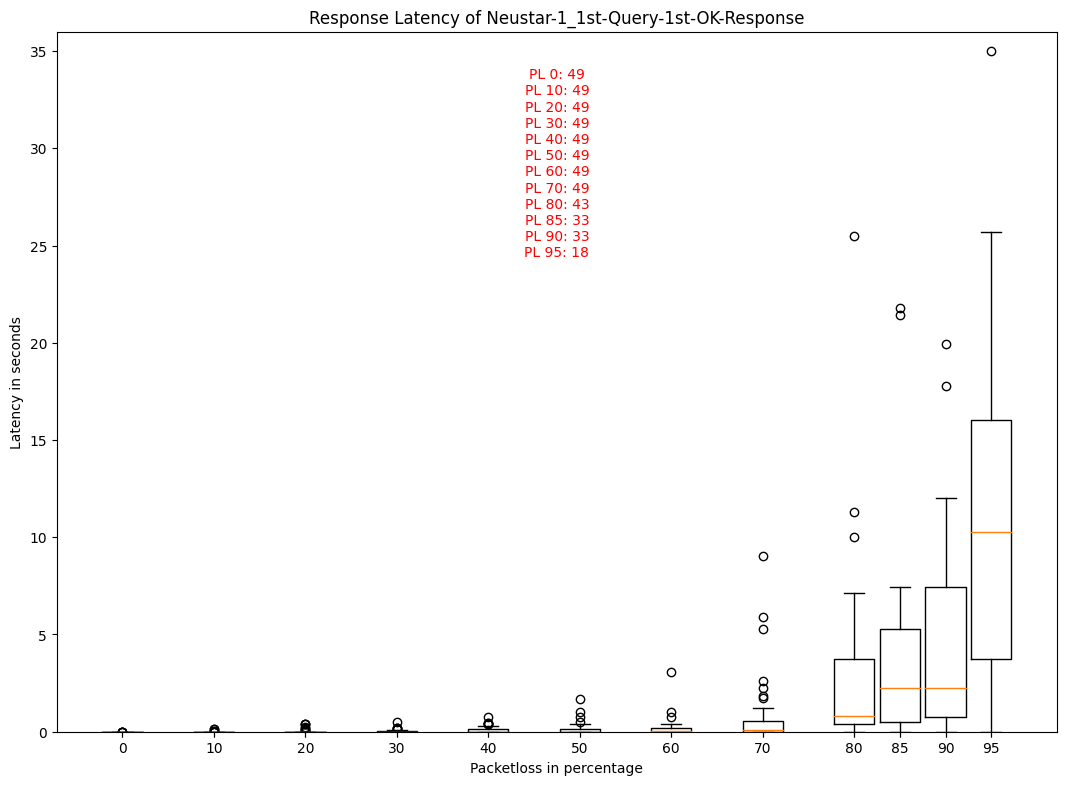 Response Latency of Neustar-1_1st-Query-1st-OK-Response
35
30
25
20
15
10
5
0
Latency in seconds
PL 0: 49
PL 10: 49
PL 20: 49
PL 30: 49
PL 40: 49
PL 50: 49
PL 60: 49
PL 70: 49
PL 80: 43
PL 85: 33
PL 90: 33
PL 95: 18
0 10 20 30 40 50 60 70 80 85 90 95
Packetloss in percentage